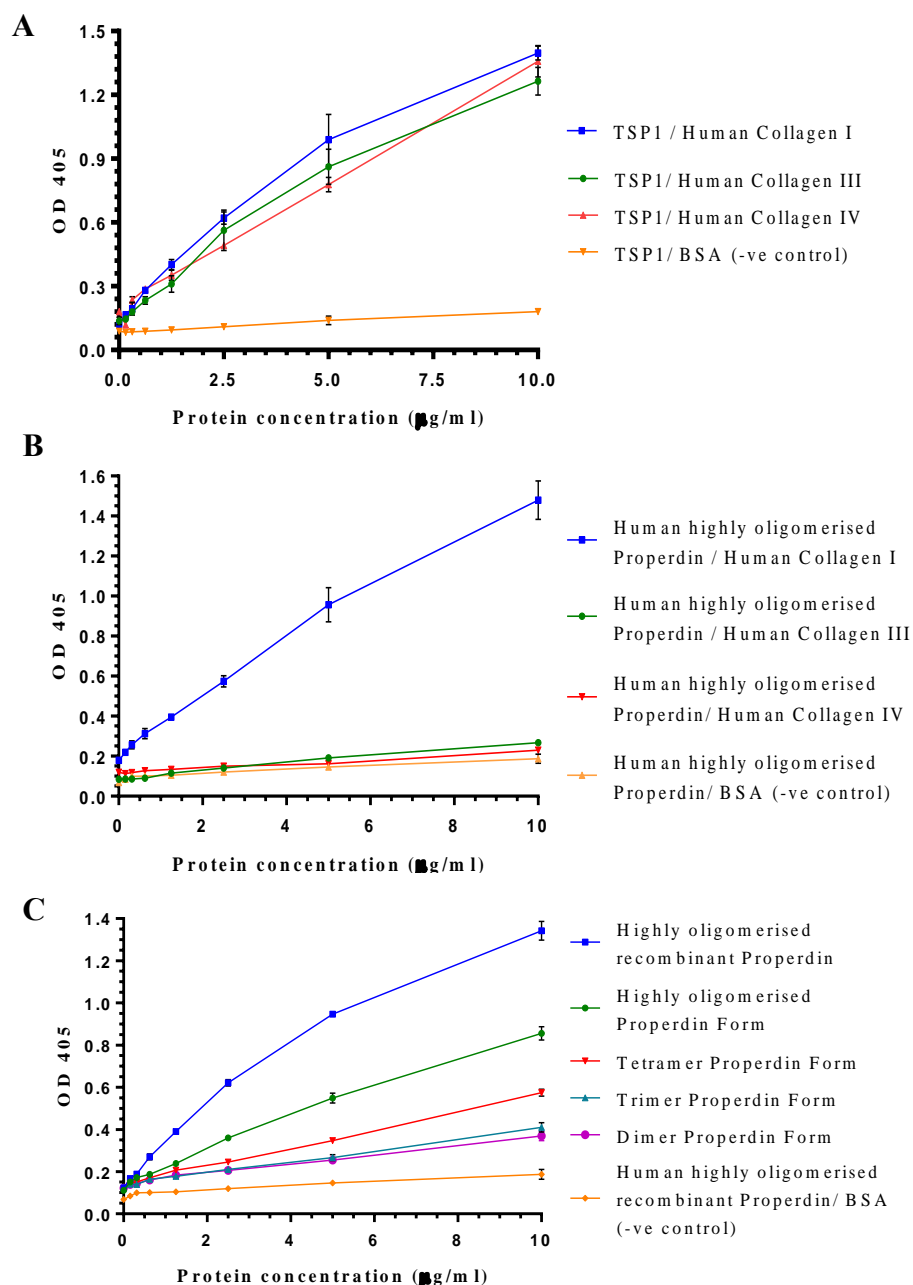 A
1.5
1.2
0.9
0.6
0.3
0.0
OD 405
0.0 2.5 5.0 7.5 10.0
Protein concentration (µg/ml)
TSP1 / Human Collagen I
TSP1/ Human Collagen III
TSP1/ Human Collagen IV
TSP1/ BSA (-ve control)
B
1.6
1.4
1.2
1.0
0.8
0.6
0.4
0.2
0.0
OD 405
0 2 4 6 8 10
Protein concentration (µg/ml)
Human highly oligomerised
Properdin / Human Collagen I
Human highly oligomerised
Properdin / Human Collagen III
Human highly oligomerised
Properdin/ Human Collagen IV
Human highly oligomerised
Properdin/ BSA (-ve control)
C
1.4
1.2
1.0
0.8
0.6
0.4
0.2
0.0
OD 405
0 2 4 6 8 10
Protein concentration (µg/ml)
Highly oligomerised
recombinant Properdin
Highly oligomerised
Properdin Form
Tetramer Properdin Form
Trimer Properdin Form
Dimer Properdin Form
Human highly oligomerised
recombinant Properdin/ BSA
(-ve control)